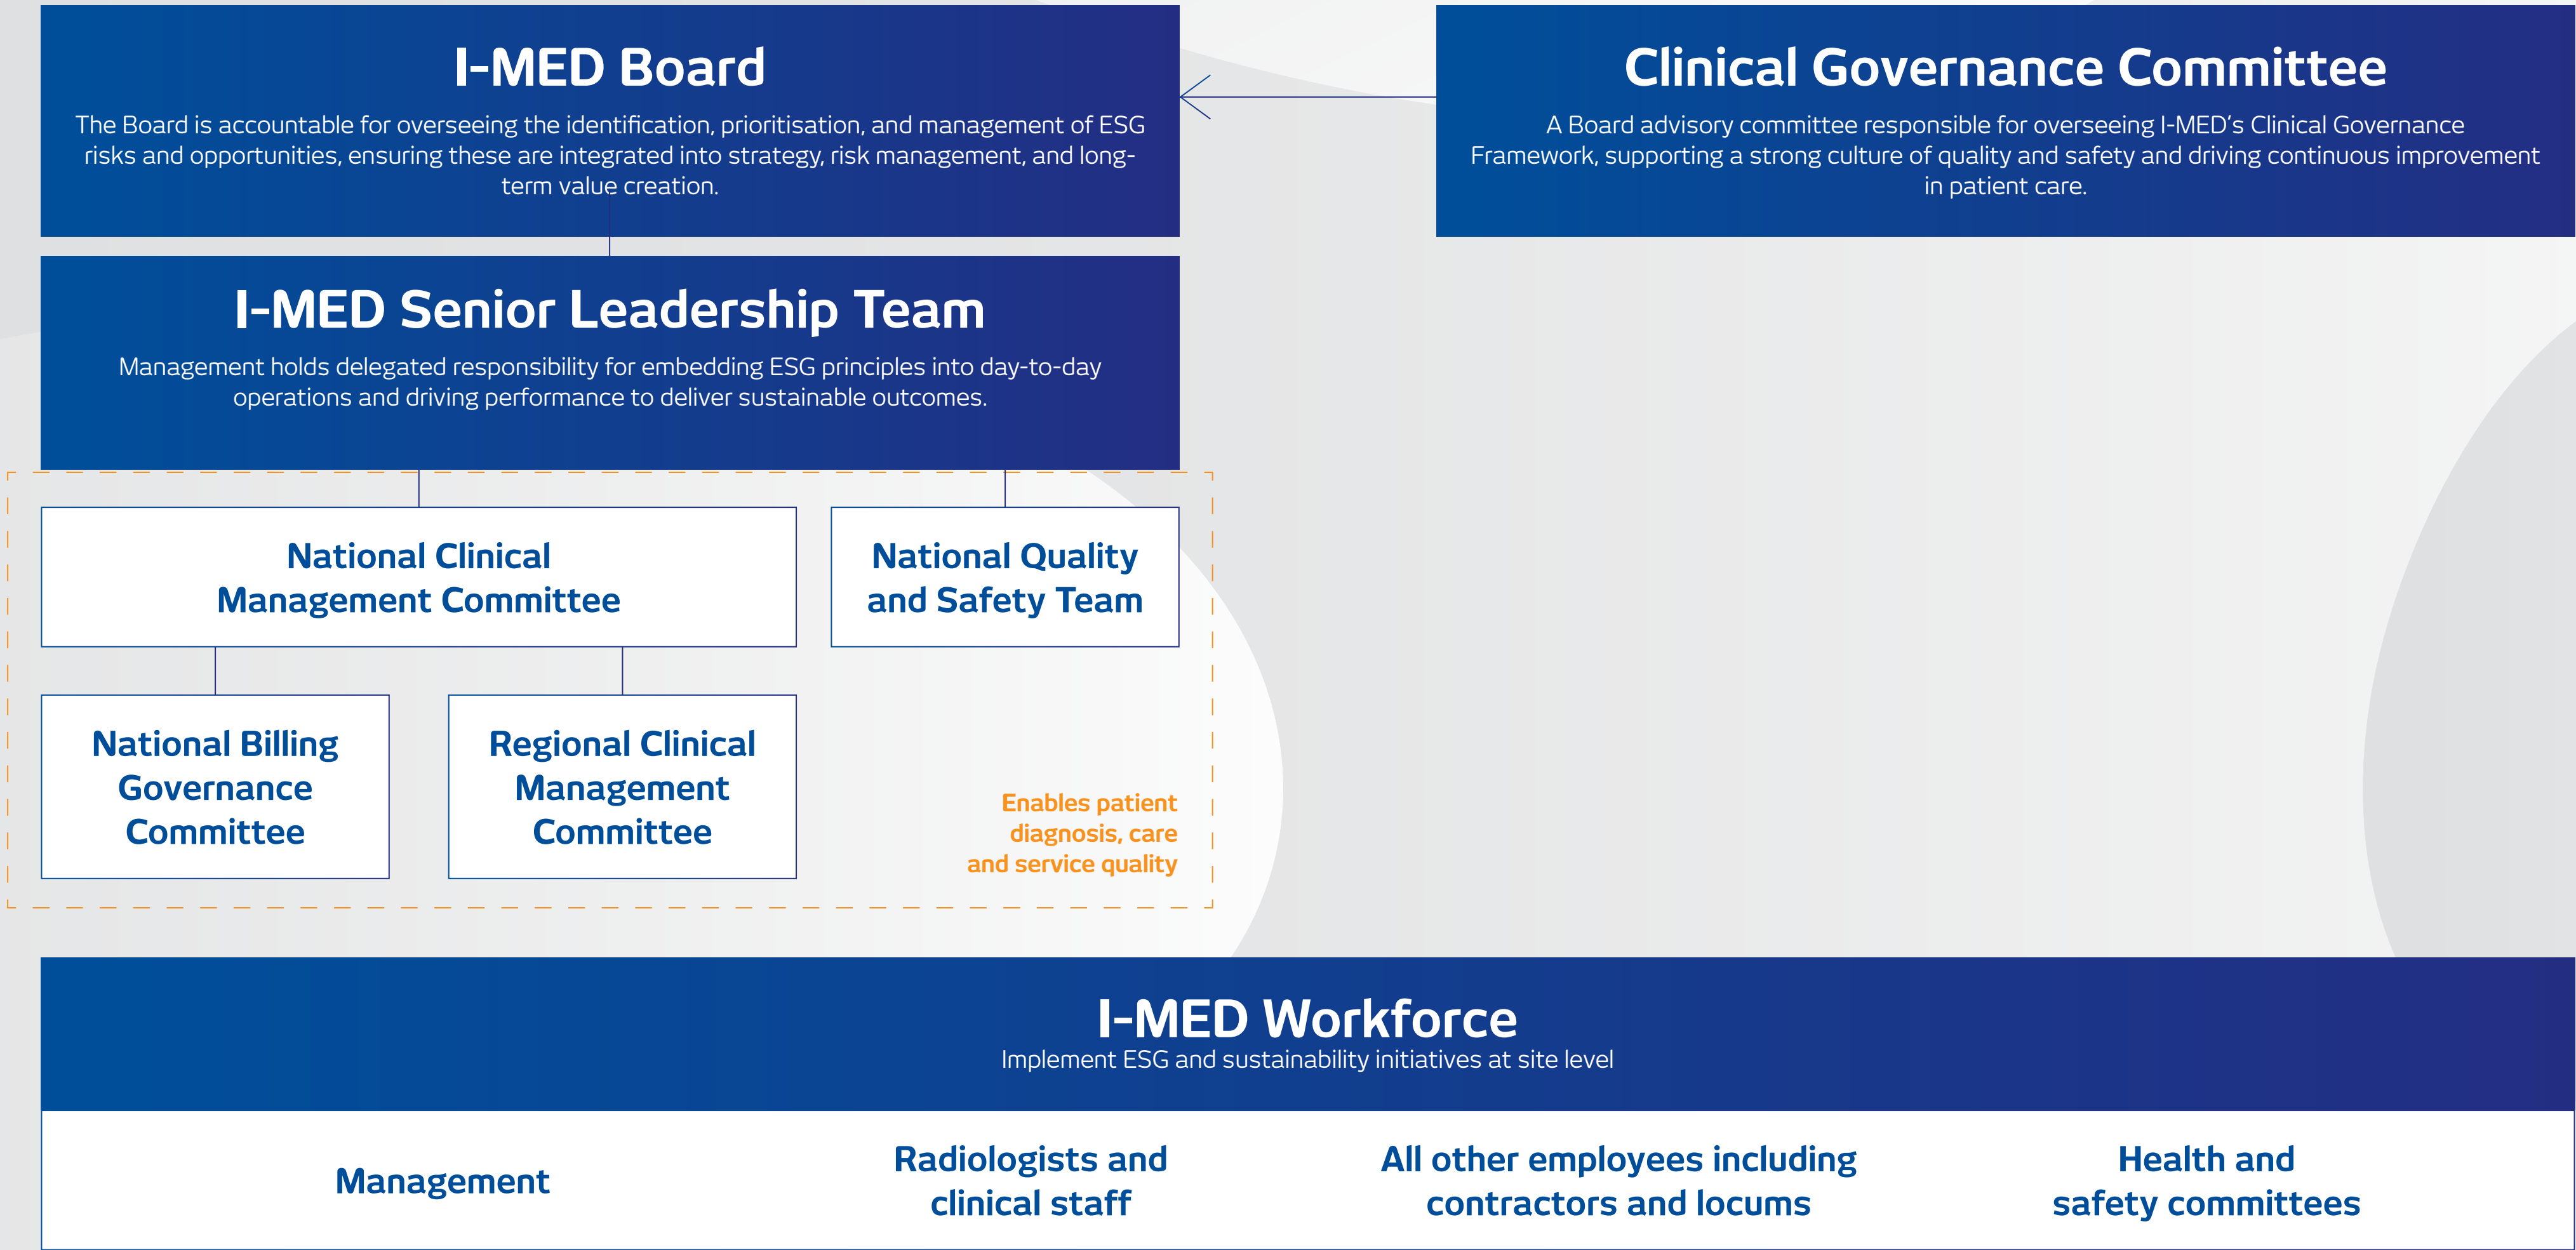 I-MED Board
The Board is accountable for overseeing the identification, prioritisation, and management of ESG
risks and opportunities, ensuring these are integrated into strategy, risk management, and long-
term value creation.
Clinical Governance Committee
A Board advisory committee responsible for overseeing I-MED's Clinical Governance
Framework, supporting a strong culture of quality and safety and driving continuous improvement
in patient care.
I-MED Senior Leadership Team
Management holds delegated responsibility for embedding ESG principles into day-to-day
operations and driving performance to deliver sustainable outcomes.
National Clinical
Management Committee
National Quality
and Safety Team
National Billing
Governance
Committee
Regional Clinical
Management
Committee
Enables patient
diagnosis, care
and service quality
I-MED Workforce
Implement ESG and sustainability initiatives at site level
Management
Radiologists and
clinical staff
All other employees including
contractors and locums
Health and
safety committees